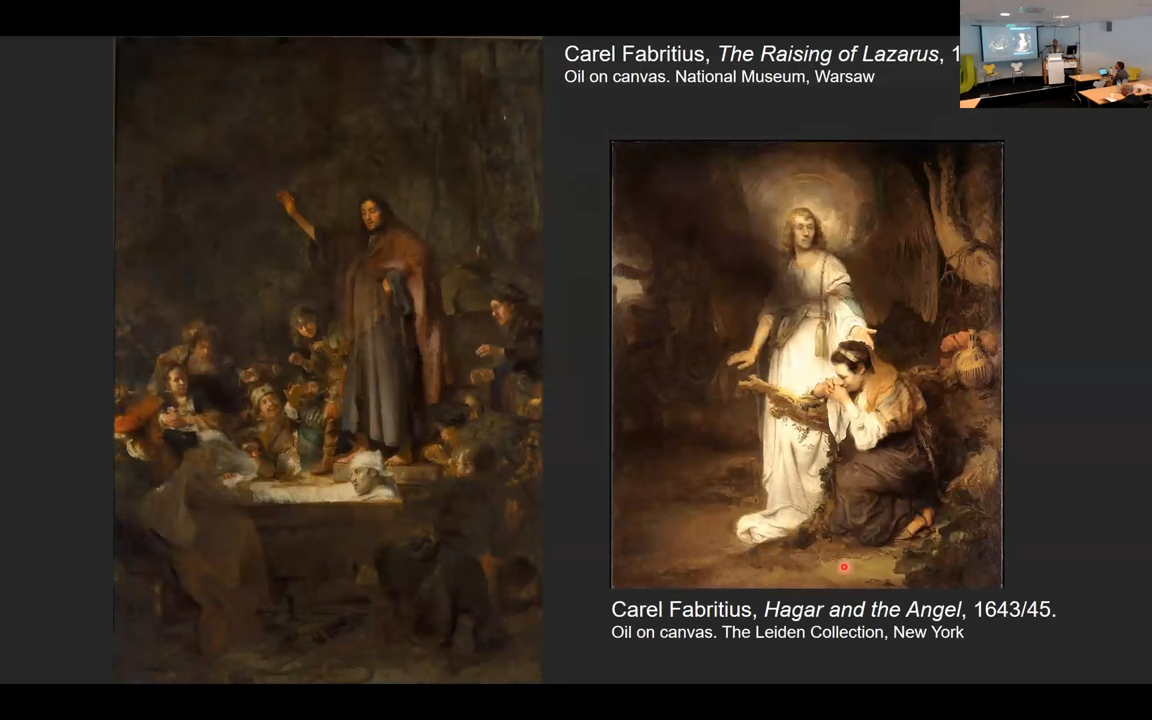 Carel Fabritius, The Raising of Lazarus, 1
Oil on canvas. National Museum, Warsaw
Carel Fabritius, Hagar and the Angel, 1643/45.
Oil on canvas. The Leiden Collection, New York